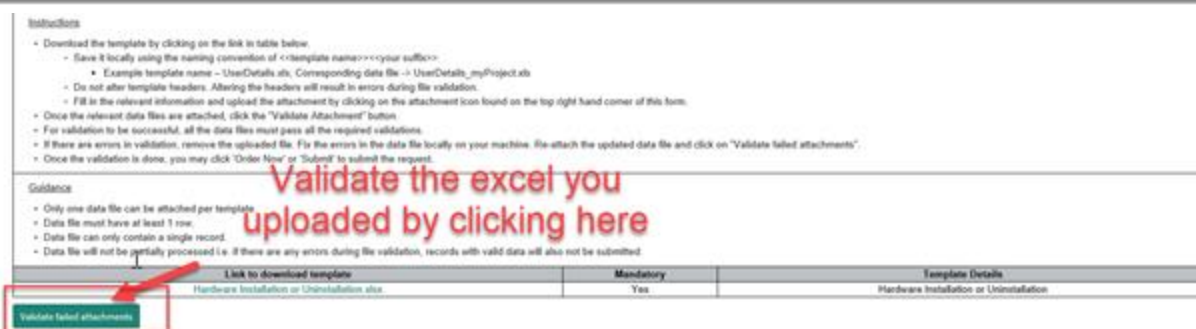 Instructions
• Download the template by clicking on the link in table below.
◦ Save it locally using the naming convention of <<template name>>+<<your suffix>>
▪ Example template name – UserDetails.xls; Corresponding data file -> UserDetails_myProject.xls
◦ Do not alter template headers. Altering the headers will result in errors during file validation.
◦ Fill in the relevant information and upload the attachment by clicking on the attachment icon found on the top right hand corner of this form.
• Once the relevant data files are attached, click the "Validate Attachment" button
• For validation to be successful, all the data files must pass all the required validations.
• If there are errors in validation, remove the uploaded file. Fix the errors in the data file locally on your machine. Re-attach the updated data file and click on "Validate failed attachments".
• Once the validation is done, you may click 'Order Now' or 'Submit' to submit the request.
Validate the excel you
uploaded by clicking here
Guidance
• Only one data file can be attached per template
• Data file must have at least 1 row.
• Data file can only contain a single record.
• Data file will not be partially processed i.e. if there are any errors during file validation, records with valid data will also not be submitted
Link to download template Mandatory Template Details
Hardware Installation or Uninstallation.xlsx Yes Hardware Installation or Uninstallation
Validate failed attachments